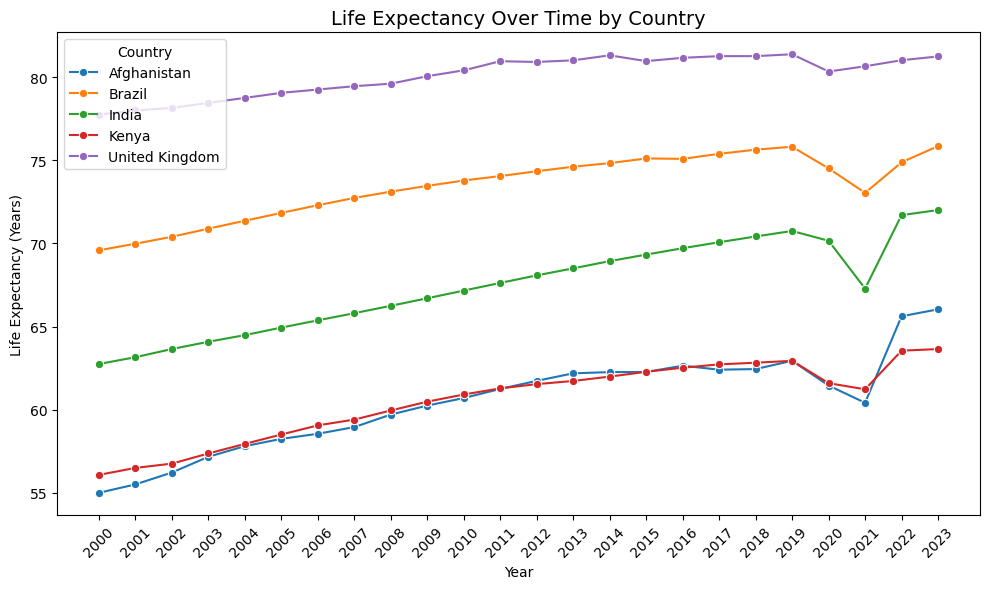 Life Expectancy Over Time by Country
Country
Afghanistan
Brazil
India
Kenya
United Kingdom
Life Expectancy (Years)
80
75
70
65
60
55
2000 2001 2002 2003 2004 2005 2006 2007 2008 2009 2010 2011 2012 2013 2014 2015 2016 2017 2018 2019 2020 2021 2022 2023
Year